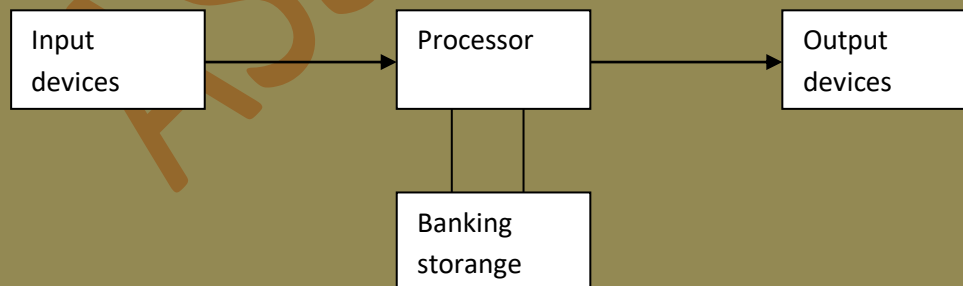 Input
devices
Processor
Output
devices
Banking
storange